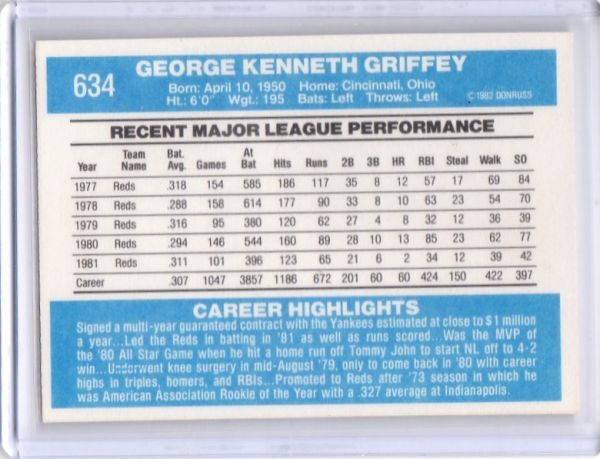 634
GEORGE KENNETH GRIFFEY
Born: April 10, 1950 Home: Cincinnati, Ohio
Ht.: 6'0" Wgt.: 195 Bats: Left Throws: Left
©1982 DONRUSS
RECENT MAJOR LEAGUE PERFORMANCE
Year Team Name Bat. Avg. Games At Bat Hits Runs 2B 3B HR RBI Steal Walk SO
1977 Reds .318 154 585 186 117 35 8 12 57 17 69 84
1978 Reds .288 158 614 177 90 33 8 10 63 23 54 70
1979 Reds .316 95 380 120 62 27 4 8 32 12 36 39
1980 Reds .294 146 544 160 89 28 10 13 85 23 62 77
1981 Reds .311 101 396 123 65 21 6 2 34 12 39 42
Career .307 1047 3857 1186 672 201 60 60 424 150 422 397
CAREER HIGHLIGHTS
Signed a multi-year guaranteed contract with the Yankees estimated at close to $1 million
a year...Led the Reds in batting in '81 as well as runs scored...Was the MVP of
the '80 All Star Game when he hit a home run off Tommy John to start NL off to 4-2
win...Underwent knee surgery in mid-August '79, only to come back in '80 with career
highs in triples, homers, and RBIs...Promoted to Reds after '73 season in which he
was American Association Rookie of the Year with a .327 average at Indianapolis.